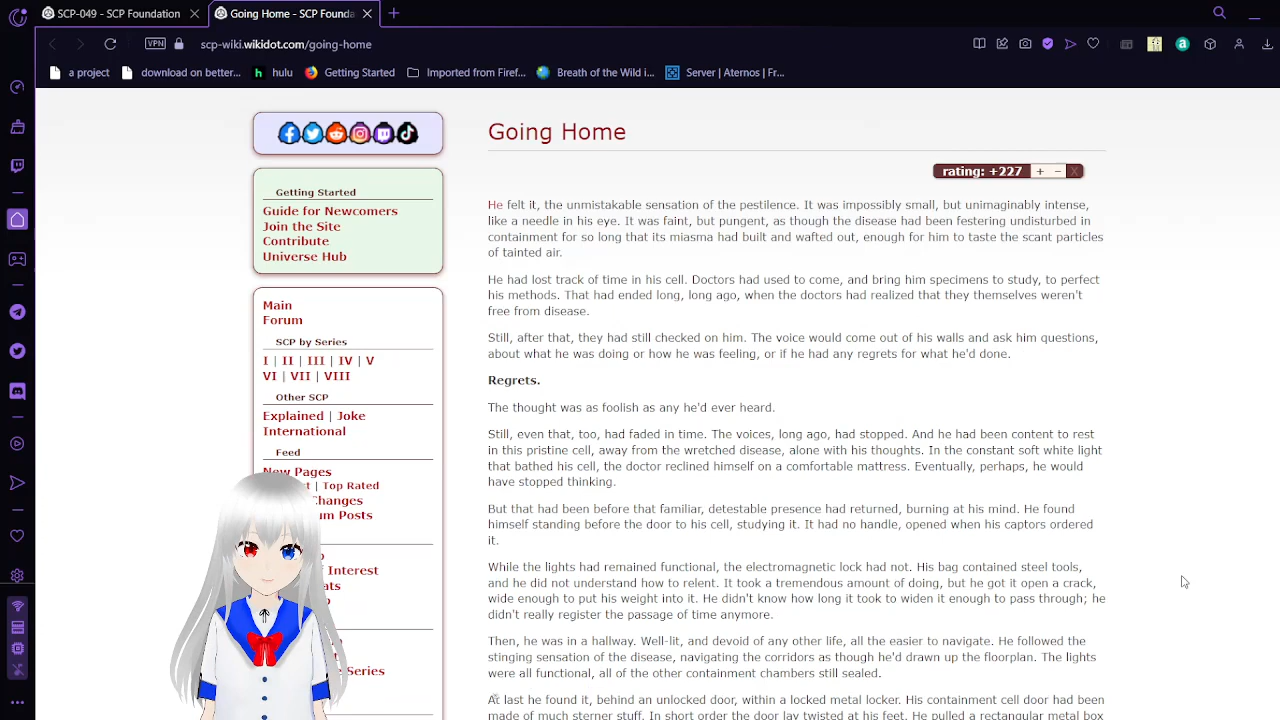 SCP-049 - SCP Foundation
Going Home - SCP Founda
VPN
scp-wiki.wikidot.com/going-home
a project
download on better...
hulu
Getting Started
Imported from Firef...
Breath of the Wild i...
Server | Aternos | Fr...
Getting Started
Guide for Newcomers
Join the Site
Contribute
Universe Hub
Main
Forum
SCP by Series
I | II | III | IV | V
VI | VII | VIII
Other SCP
Explained | Joke
International
Feed
New Pages
| Top Rated
Changes
Posts
Interest
Series
Going Home
rating: +227 + − X
He felt it, the unmistakable sensation of the pestilence. It was impossibly small, but unimaginably intense,
like a needle in his eye. It was faint, but pungent, as though the disease had been festering undisturbed in
containment for so long that its miasma had built and wafted out, enough for him to taste the scant particles
of tainted air.
He had lost track of time in his cell. Doctors had used to come, and bring him specimens to study, to perfect
his methods. That had ended long, long ago, when the doctors had realized that they themselves weren't
free from disease.
Still, after that, they had still checked on him. The voice would come out of his walls and ask him questions,
about what he was doing or how he was feeling, or if he had any regrets for what he'd done.
Regrets.
The thought was as foolish as any he'd ever heard.
Still, even that, too, had faded in time. The voices, long ago, had stopped. And he had been content to rest
in this pristine cell, away from the wretched disease, alone with his thoughts. In the constant soft white light
that bathed his cell, the doctor reclined himself on a comfortable mattress. Eventually, perhaps, he would
have stopped thinking.
But that had been before that familiar, detestable presence had returned, burning at his mind. He found
himself standing before the door to his cell, studying it. It had no handle, opened when his captors ordered
it.
While the lights had remained functional, the electromagnetic lock had not. His bag contained steel tools,
and he did not understand how to relent. It took a tremendous amount of doing, but he got it open a crack,
wide enough to put his weight into it. He didn't know how long it took to widen it enough to pass through; he
didn't really register the passage of time anymore.
Then, he was in a hallway. Well-lit, and devoid of any other life, all the easier to navigate. He followed the
stinging sensation of the disease, navigating the corridors as though he'd drawn up the floorplan. The lights
were all functional, all of the other containment chambers still sealed.
At last he found it, behind an unlocked door, within a locked metal locker. His containment cell door had been
made of much sterner stuff. In short order the door lay twisted at his feet. He pulled a rectangular metal box